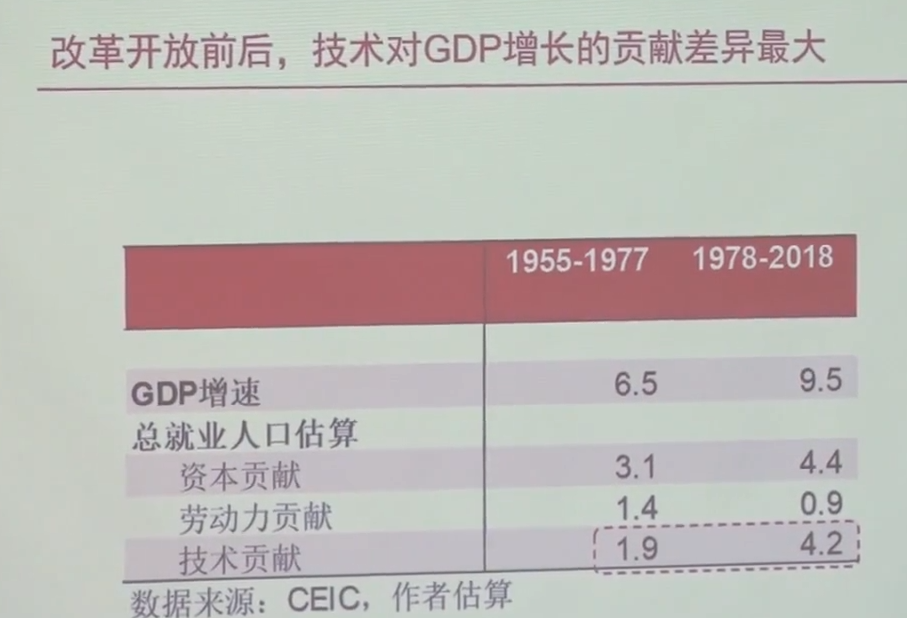 改革开放前后，技术对GDP增长的贡献差异最大
1955-1977 1978-2018
GDP增速 6.5 9.5
总就业人口估算
资本贡献 3.1 4.4
劳动力贡献 1.4 0.9
技术贡献 1.9 4.2
数据来源：CEIC，作者估算